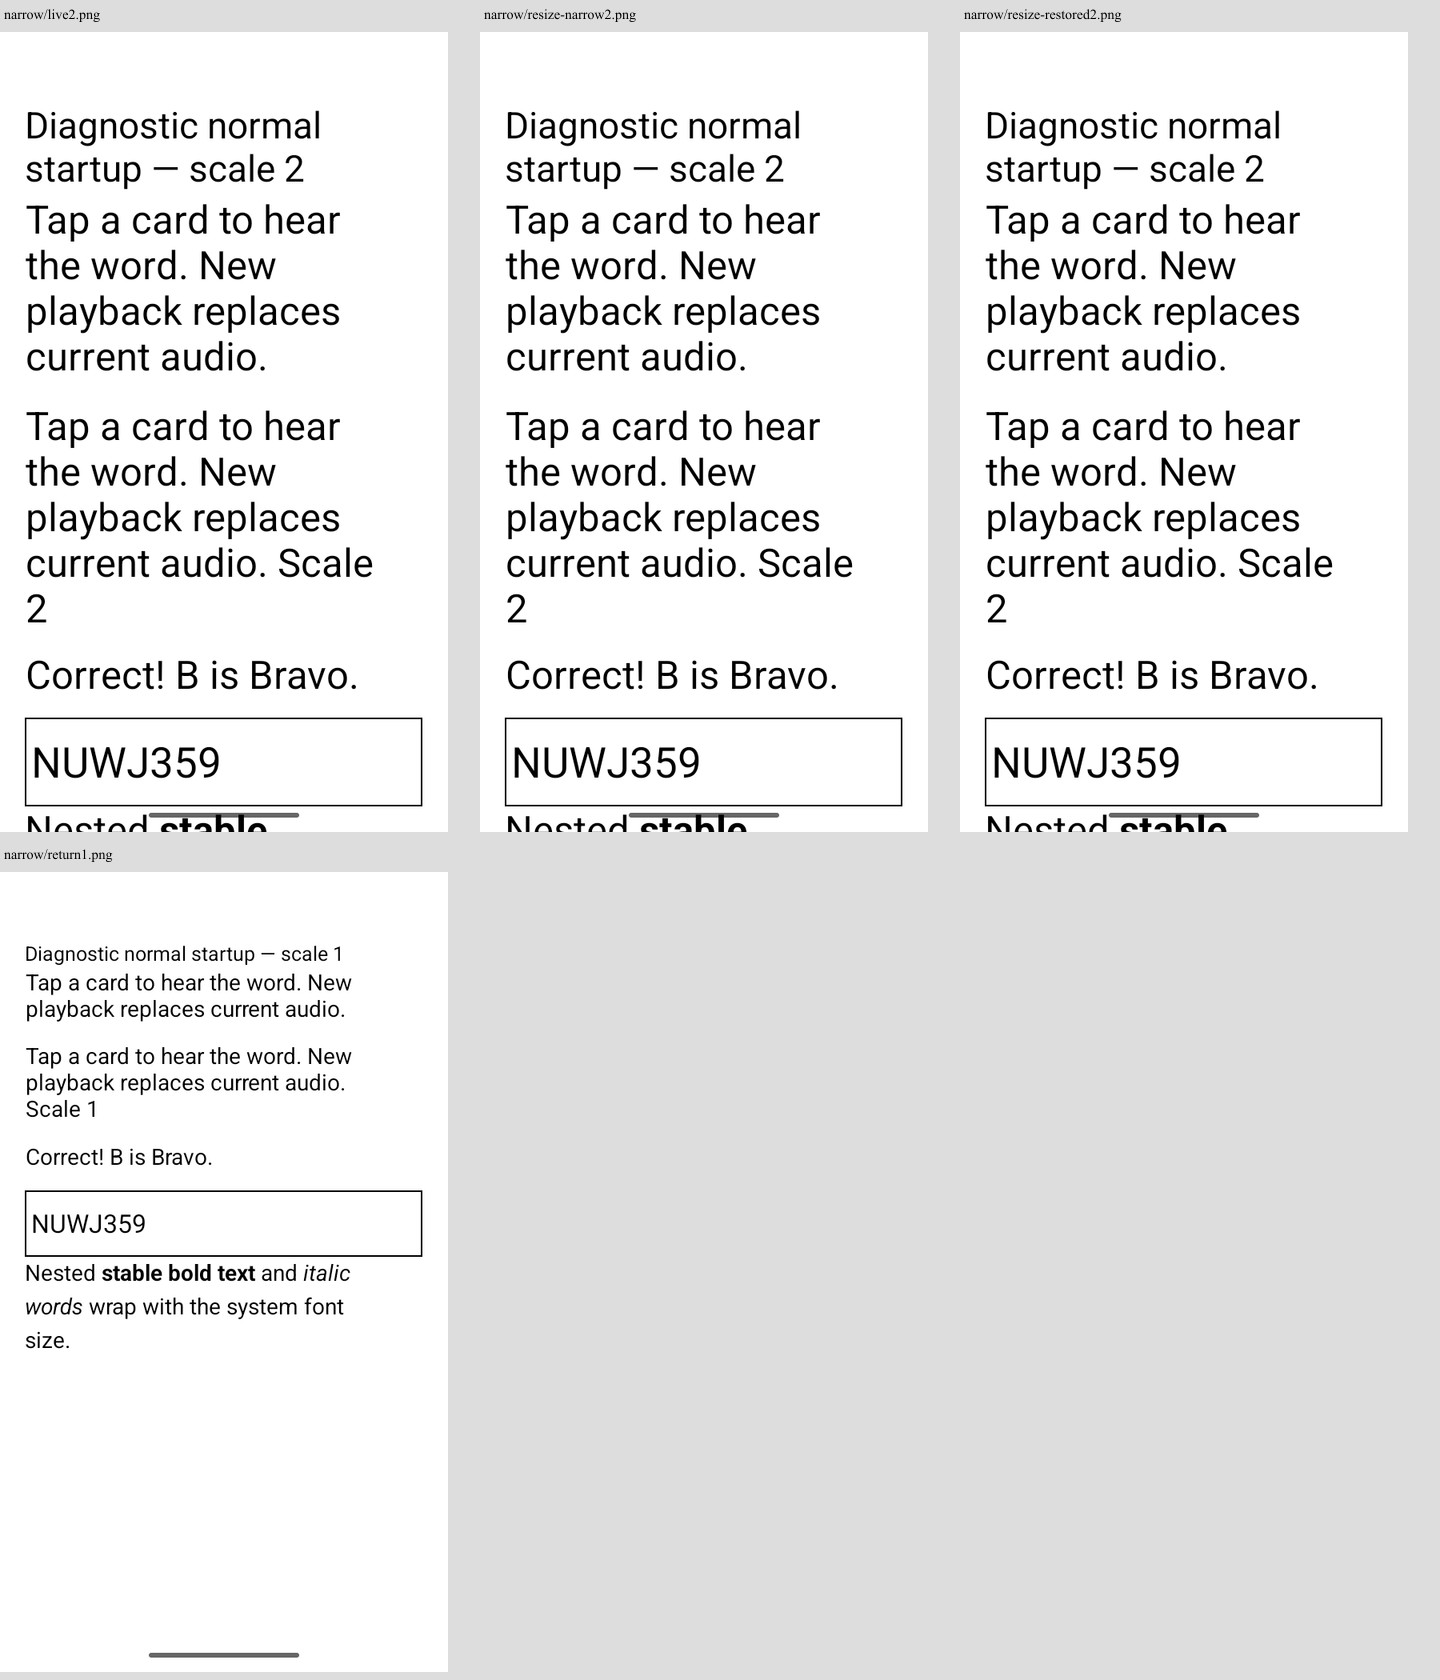 narrow/live2.png
Diagnostic normal
startup — scale 2
Tap a card to hear
the word. New
playback replaces
current audio.
Tap a card to hear
the word. New
playback replaces
current audio. Scale
2
Correct! B is Bravo.
NUWJ359
Nested stable
narrow/resize-narrow2.png
Diagnostic normal
startup — scale 2
Tap a card to hear
the word. New
playback replaces
current audio.
Tap a card to hear
the word. New
playback replaces
current audio. Scale
2
Correct! B is Bravo.
NUWJ359
Nested stable
narrow/resize-restored2.png
Diagnostic normal
startup — scale 2
Tap a card to hear
the word. New
playback replaces
current audio.
Tap a card to hear
the word. New
playback replaces
current audio. Scale
2
Correct! B is Bravo.
NUWJ359
Nested stable
narrow/return1.png
Diagnostic normal startup — scale 1
Tap a card to hear the word. New
playback replaces current audio.
Tap a card to hear the word. New
playback replaces current audio.
Scale 1
Correct! B is Bravo.
NUWJ359
Nested stable bold text and italic
words wrap with the system font
size.